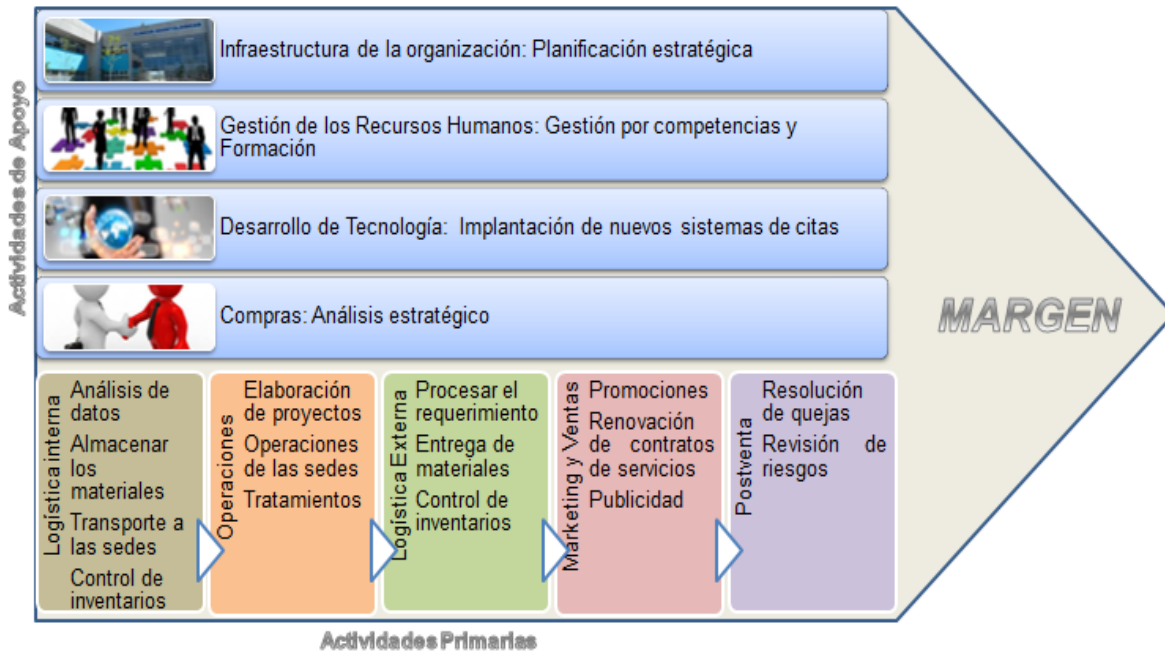 Actividades de Apoyo
Infraestructura de la organización: Planificación estratégica
Gestión de los Recursos Humanos: Gestión por competencias y
Formación
Desarrollo de Tecnología: Implantación de nuevos sistemas de citas
Compras: Análisis estratégico
MARGEN
Logística interna
Análisis de
datos
Almacenar
los
materiales
Transporte a
las sedes
Control de
inventarios
Operaciones
Elaboración
de proyectos
Operaciones
de las sedes
Tratamientos
Logística Externa
Procesar el
requerimiento
Entrega de
materiales
Control de
inventarios
Marketing y Ventas
Promociones
Renovación
de contratos
de servicios
Publicidad
Postventa
Resolución
de quejas
Revisión de
riesgos
Actividades Primarias